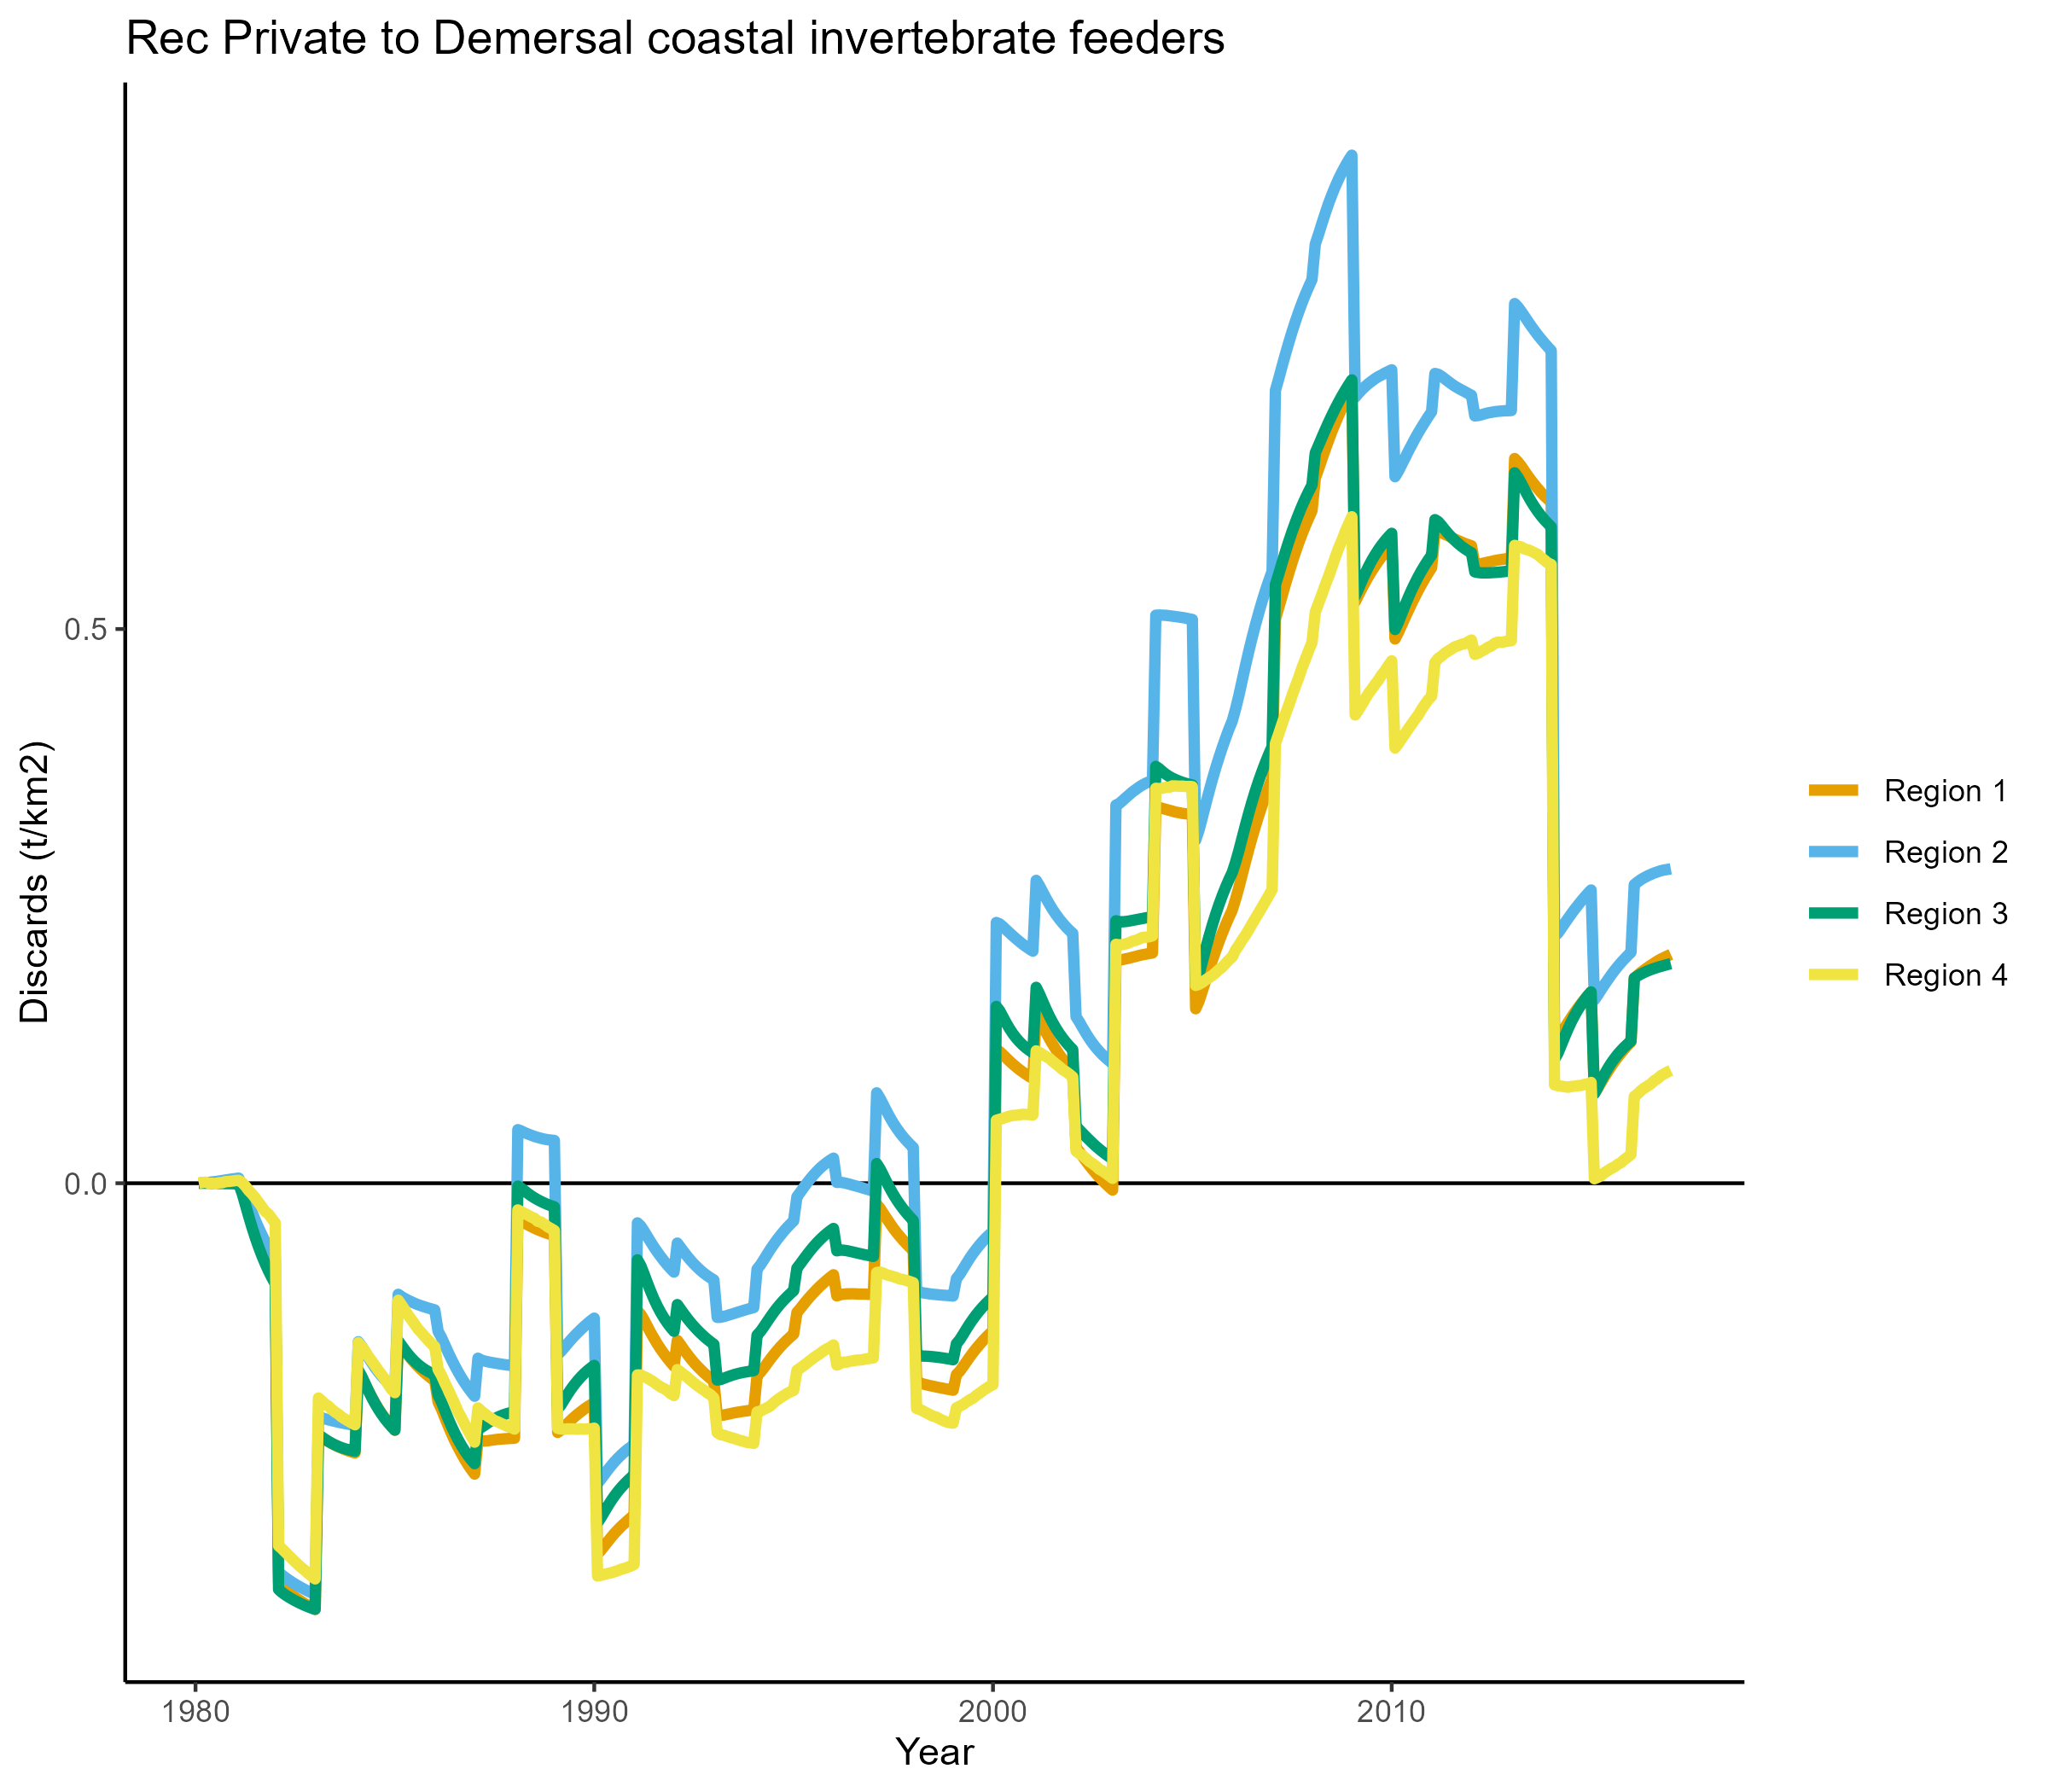 Rec Private to Demersal coastal invertebrate feeders
Discards (t/km2)
0.5
0.0
1980
1990
2000
2010
Year
Region 1
Region 2
Region 3
Region 4